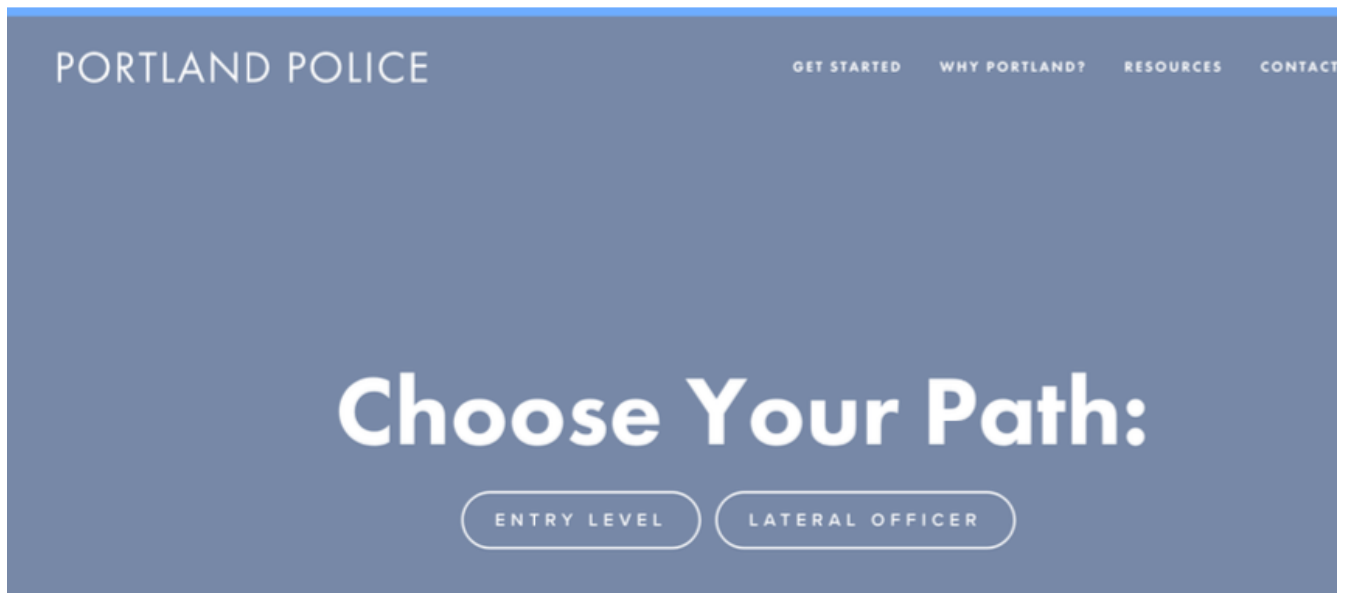 PORTLAND POLICE
GET STARTED WHY PORTLAND? RESOURCES CONTACT
Choose Your Path:
ENTRY LEVEL LATERAL OFFICER